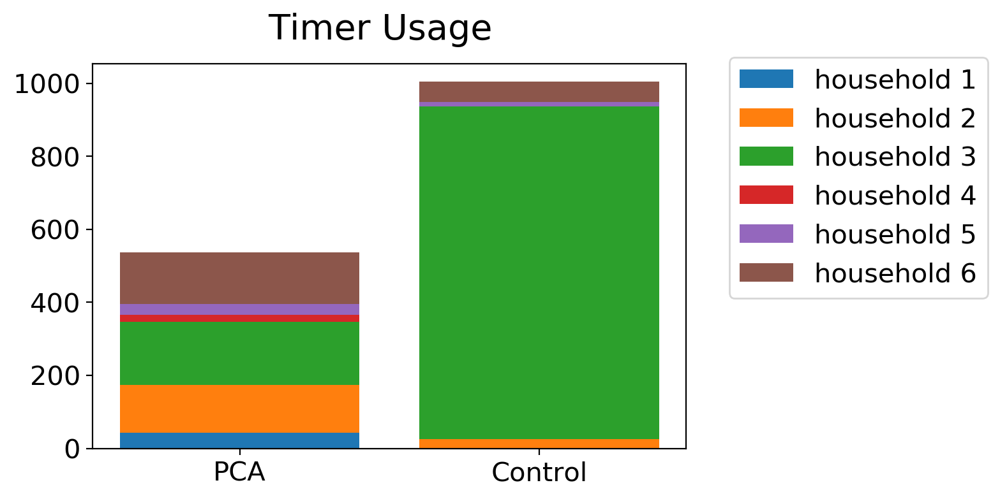 Timer Usage
1000
800
600
400
200
0
PCA
Control
household 1
household 2
household 3
household 4
household 5
household 6